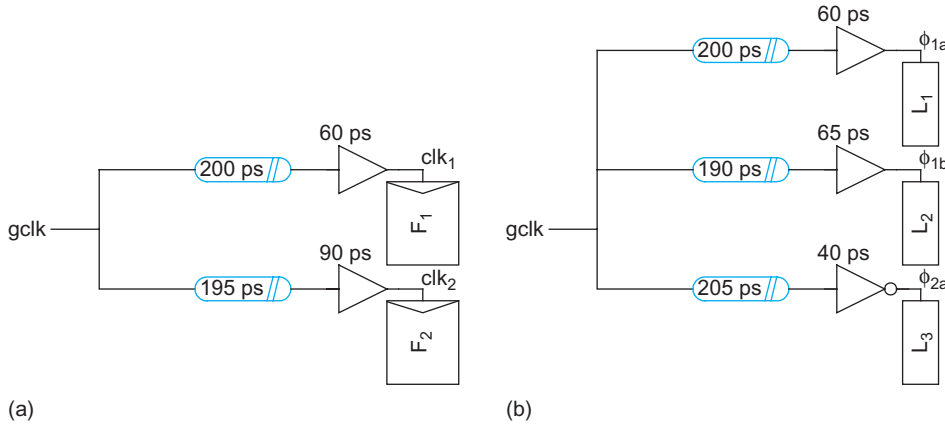 60 ps
200 ps
clk1
F1
gclk
90 ps
195 ps
clk2
F2
(a)
60 ps
200 ps
ϕ1a
L1
65 ps
190 ps
ϕ1b
L2
gclk
40 ps
205 ps
ϕ2a
L3
(b)